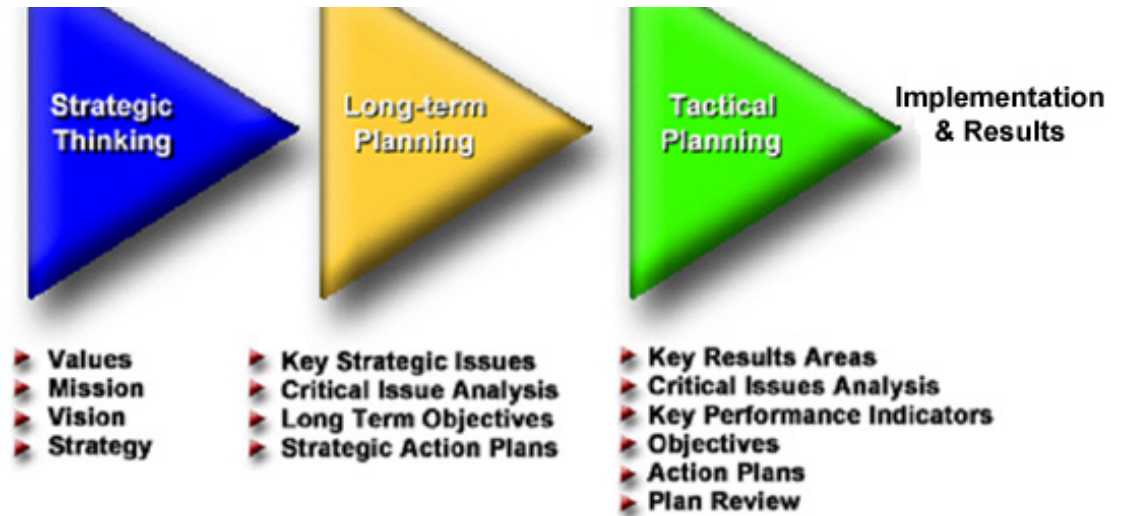 Strategic
Thinking
Long-term
Planning
Tactical
Planning
Implementation
& Results
Values
Mission
Vision
Strategy
Key Strategic Issues
Critical Issue Analysis
Long Term Objectives
Strategic Action Plans
Key Results Areas
Critical Issues Analysis
Key Performance Indicators
Objectives
Action Plans
Plan Review